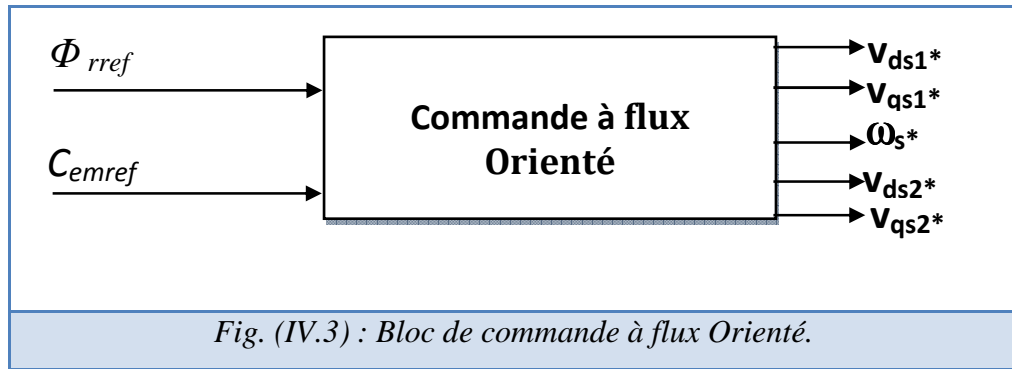 Φ rref
Cemref
Commande à flux
Orienté
vds1*
vqs1*
ωs*
vds2*
vqs2*
Fig. (IV.3) : Bloc de commande à flux Orienté.